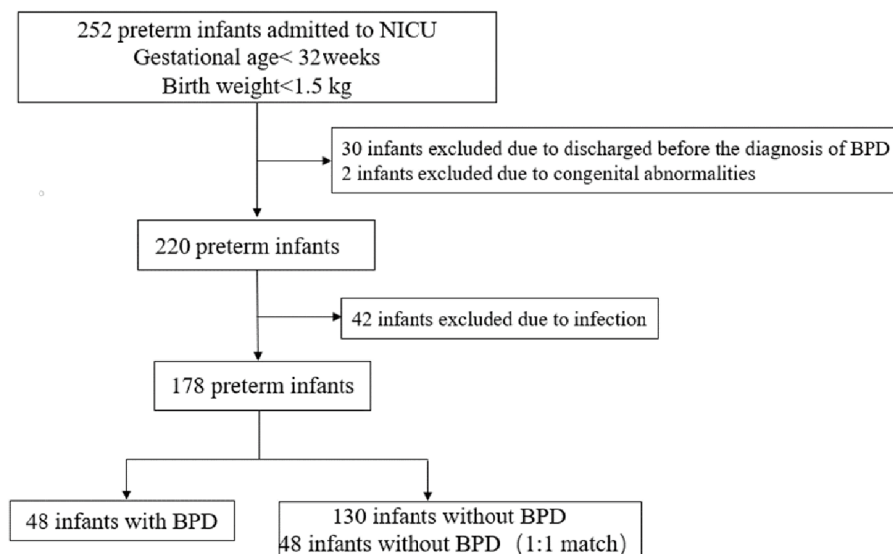 252 preterm infants admitted to NICU
Gestational age< 32weeks
Birth weight<1.5 kg
30 infants excluded due to discharged before the diagnosis of BPD
2 infants excluded due to congenital abnormalities
220 preterm infants
42 infants excluded due to infection
178 preterm infants
48 infants with BPD
130 infants without BPD
48 infants without BPD（1:1 match）